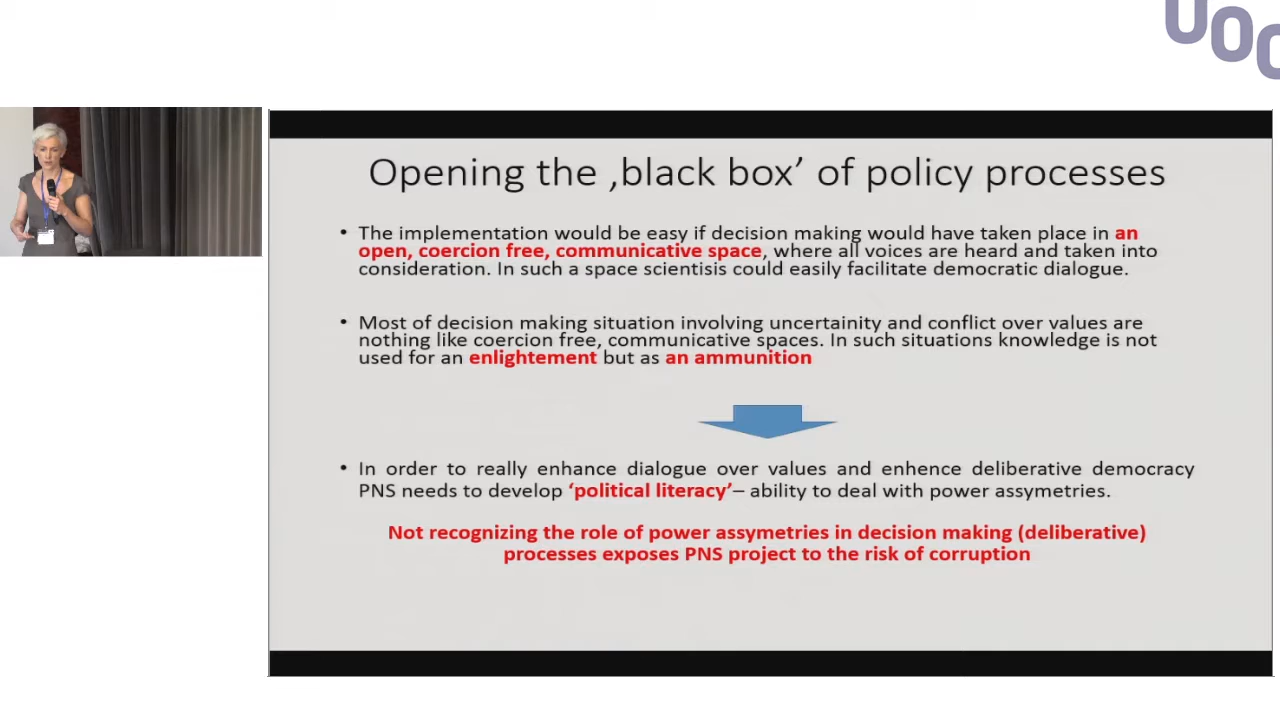 UOC
Opening the ‚black box’ of policy processes
• The implementation would be easy if decision making would have taken place in an
open, coercion free, communicative space, where all voices are heard and taken into
consideration. In such a space scientisis could easily facilitate democratic dialogue.
• Most of decision making situation involving uncertainity and conflict over values are
nothing like coercion free, communicative spaces. In such situations knowledge is not
used for an enlightement but as an ammunition
• In order to really enhance dialogue over values and enhence deliberative democracy
PNS needs to develop ‘political literacy’– ability to deal with power assymetries.
Not recognizing the role of power assymetries in decision making (deliberative)
processes exposes PNS project to the risk of corruption